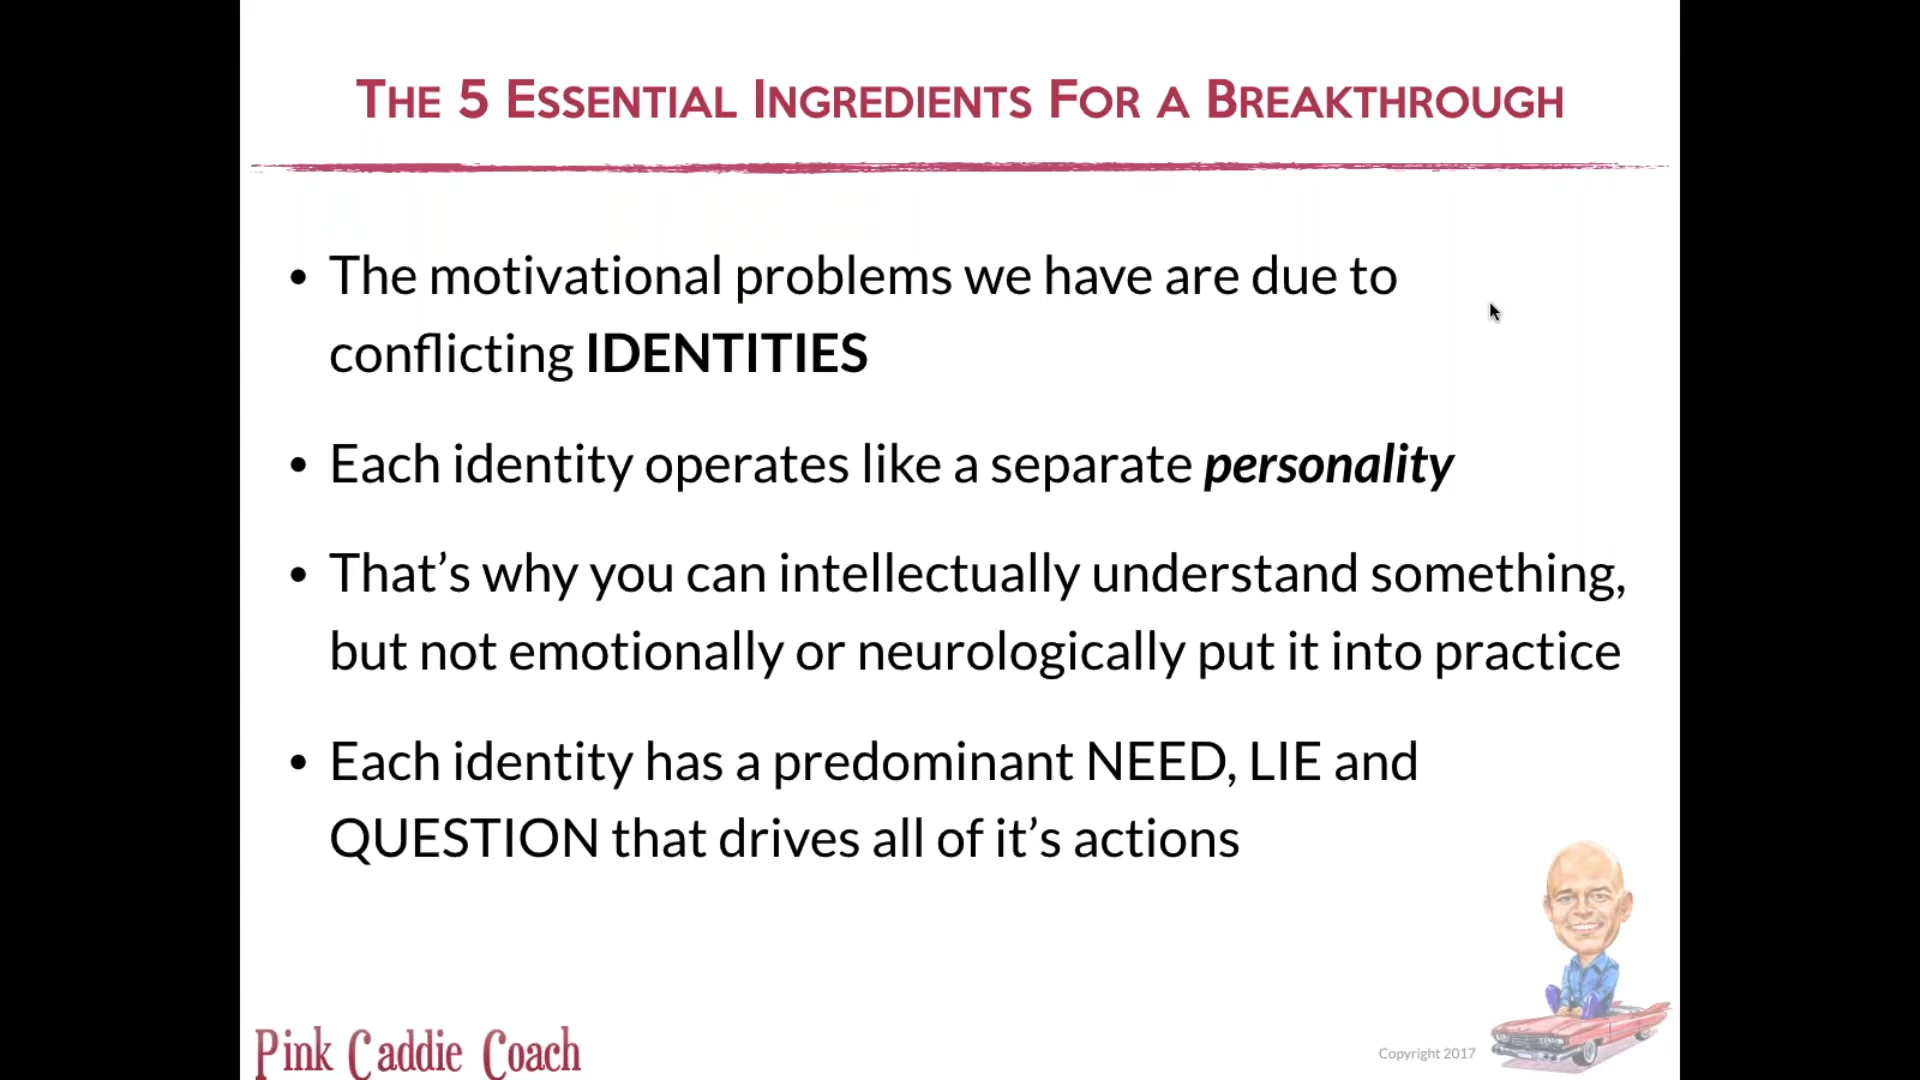 The 5 Essential Ingredients For a Breakthrough
• The motivational problems we have are due to
conflicting IDENTITIES
• Each identity operates like a separate personality
• That’s why you can intellectually understand something,
but not emotionally or neurologically put it into practice
• Each identity has a predominant NEED, LIE and
QUESTION that drives all of it’s actions
Pink Caddie Coach
Copyright 2017